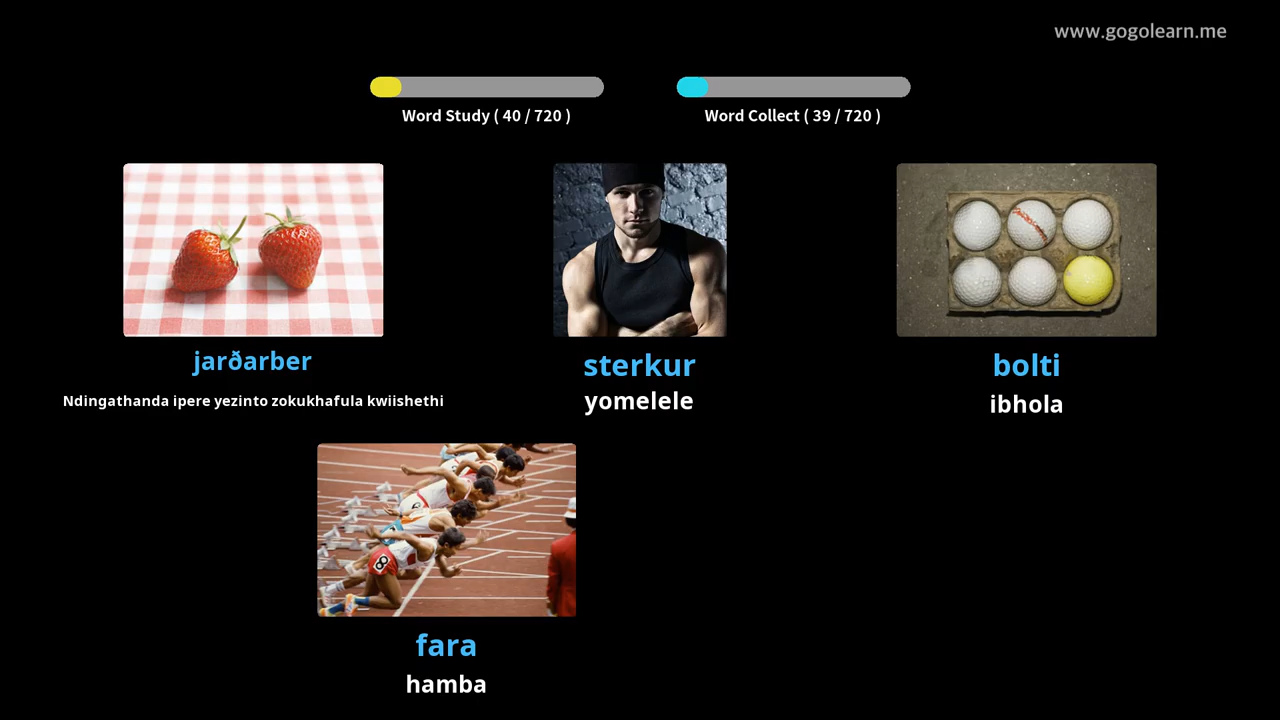 www.gogolearn.me
Word Study ( 40 / 720 )
Word Collect ( 39 / 720 )
jarðarber
Ndingathanda ipere yezinto zokukhafula kwiishethi
sterkur
yomelele
bolti
ibhola
8
fara
hamba